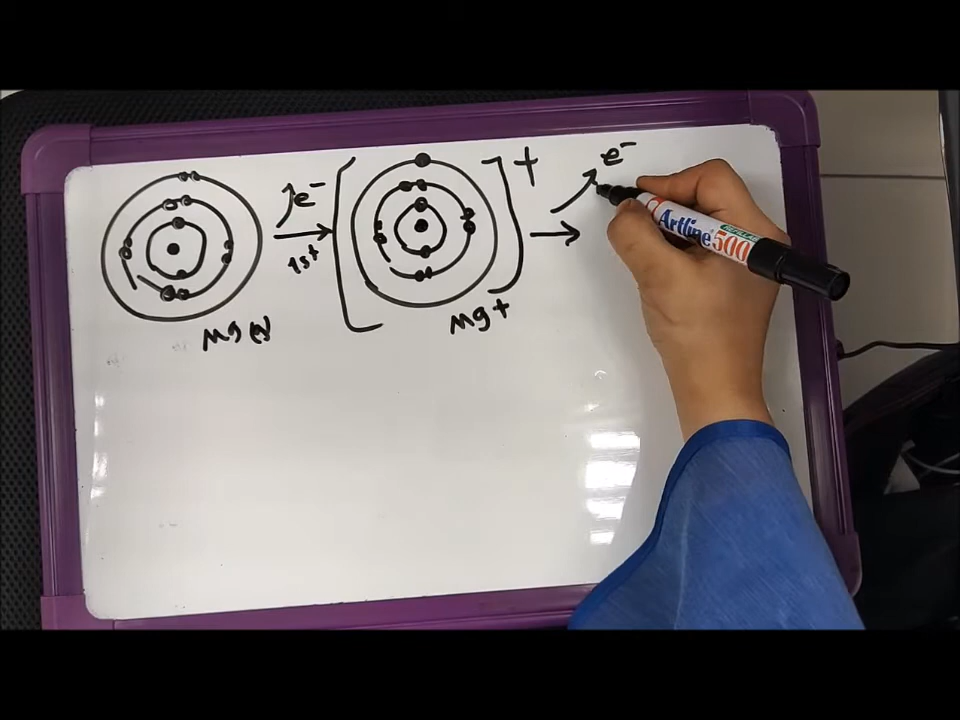 e⁻
1st
+
Mg+
e⁻
Artline 500